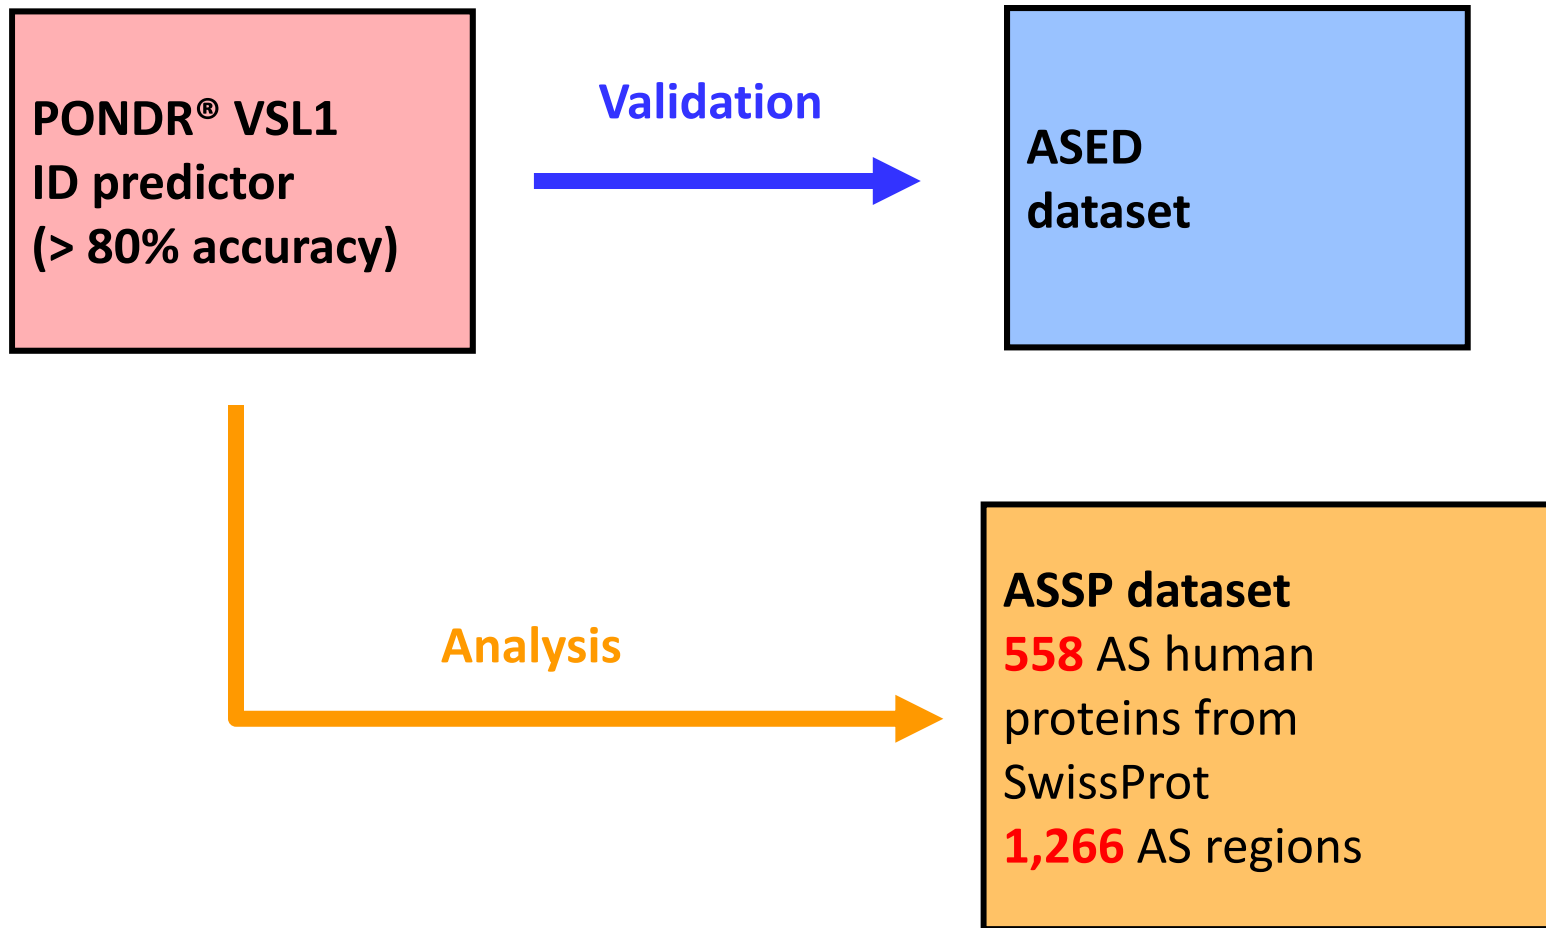 PONDR® VSL1
ID predictor
(> 80% accuracy)
Validation
ASED
dataset
Analysis
ASSP dataset
558 AS human
proteins from
SwissProt
1,266 AS regions